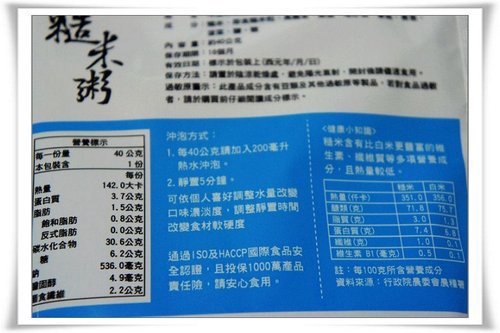 糙米粥
內 容 量：約40公克
有效期限：標示於包裝上(西元年/月/日)
保存方法：請置於陰涼乾燥處，避免陽光直射，開封後請儘速食用。
過敏原警示：此產品成分含有豆類及其他過敏原等製品，若對食品過敏
者，請於購買前仔細閱讀成分標示。
營養標示
每一份量 40 公克
本包裝含 1份
每份
熱量 142.0大卡
蛋白質 3.7公克
脂肪 1.5公克
飽和脂肪 0.8公克
反式脂肪 0.0公克
碳水化合物 30.6公克
糖 6.2公克
鈉 536.0毫克
膽固醇 4.9毫克
膳食纖維 2.2公克
沖泡方式：
1. 每40公克請加入200毫升
熱水沖泡。
2. 靜置5分鐘。
可依個人喜好調整水量改變
口味濃淡度，調整靜置時間
改變食材軟硬度
通過ISO及HACCP國際食品安
全認證，且投保1000萬產品
責任險，請安心食用。
<健康小知識>
糙米含有比白米更豐富的維
生素、纖維質等多項營養成
分，且熱量較低。
糙米 白米
熱量(仟卡) 351.0 356.0
醣類(克) 71.8 75.7
脂質(克) 3.0 1.3
蛋白質(克) 7.4 6.8
纖維(克) 1.0 0.1
維生素 B1(毫克) 0.5 0.1
註：每100克所含營養成分
資料來源：行政院農委會農糧署